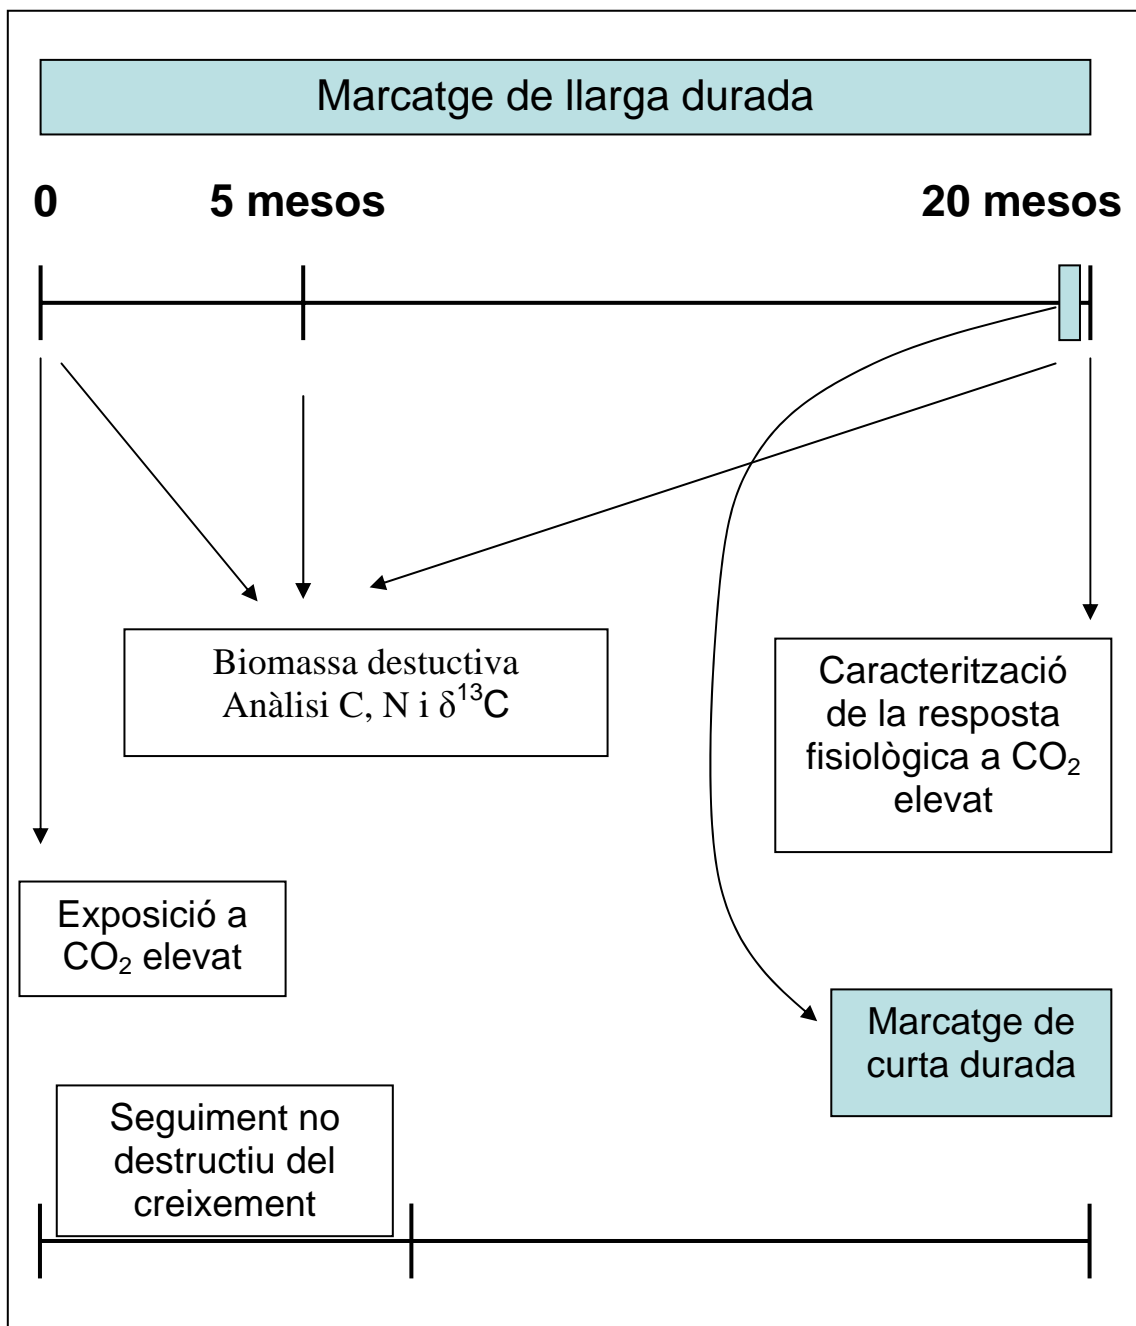 Marcatge de llarga durada
0 5 mesos 20 mesos
Biomassa destuctiva
Anàlisi C, N i δ¹³C
Caracterització
de la resposta
fisiològica a CO₂
elevat
Exposició a
CO₂ elevat
Marcatge de
curta durada
Seguiment no
destructiu del
creixement